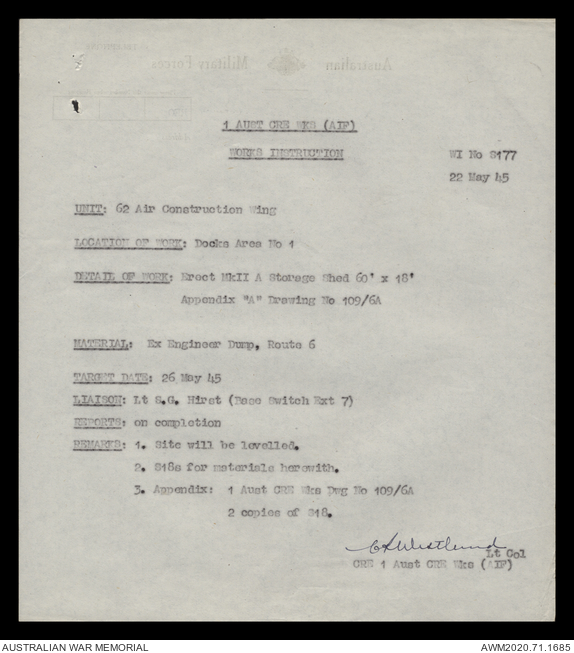 Australian Military Forces
TELEPHONE
1 AUST CRE WKS (AIF)
WORKS INSTRUCTION
WI No S177
22 May 45
UNIT: 62 Air Construction Wing
LOCATION OF WORK: Docks Area No 1
DETAIL OF WORK: Erect MkII A Storage Shed 60' x 18'
Appendix "A" Drawing No 109/6A
MATERIAL: Ex Engineer Dump, Route 6
TARGET DATE: 26 May 45
LIAISON: Lt S.G. Hirst (Base Switch Ext 7)
REPORTS: on completion
REMARKS: 1. Site will be levelled.
2. S18s for materials herewith.
3. Appendix: 1 Aust CRE Wks Dwg No 109/6A
2 copies of S18.
Westlund
Lt Col
CRE 1 Aust CRE Wks (AIF)
AUSTRALIAN WAR MEMORIAL
AWM2020.71.1685